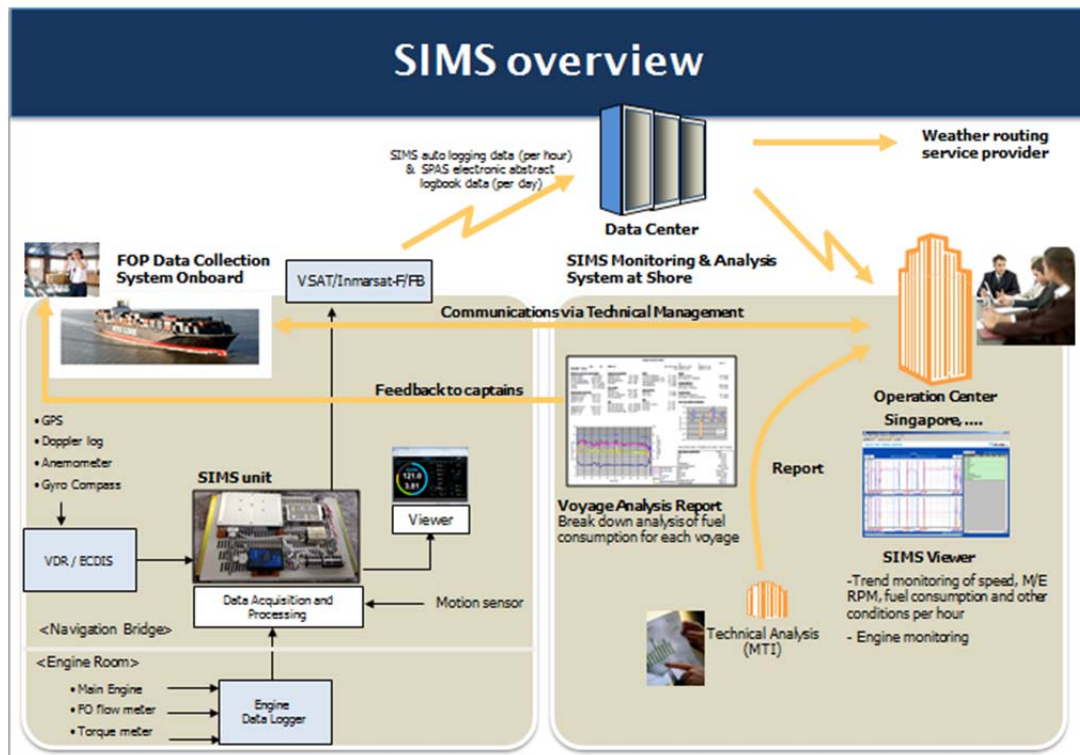 SIMS overview
SIMS auto logging data (per hour)
& SPAS electronic abstract
logbook data (per day)
Data Center
Weather routing
service provider
FOP Data Collection
System Onboard
VSAT/Inmarsat-F/FB
SIMS Monitoring & Analysis
System at Shore
Communications via Technical Management
Feedback to captains
Operation Center
Singapore, ....
• GPS
• Doppler log
• Anemometer
• Gyro Compass
SIMS unit
Viewer
VDR / ECDIS
Data Acquisition and
Processing
Motion sensor
<Navigation Bridge>
<Engine Room>
• Main Engine
• FO flow meter
• Torque meter
Engine
Data Logger
Voyage Analysis Report
Break down analysis of fuel
consumption for each voyage
Report
Technical Analysis
(MTI)
SIMS Viewer
-Trend monitoring of speed, M/E
RPM, fuel consumption and other
conditions per hour
- Engine monitoring